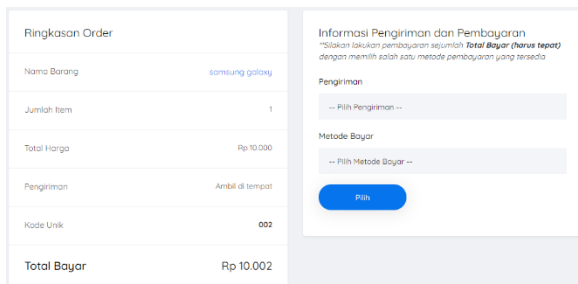 Ringkasan Order
Nama Barang samsung galaxy
Jumlah Item 1
Total Harga Rp 10.000
Pengiriman Ambil di tempat
Kode Unik 002
Total Bayar Rp 10.002
Informasi Pengiriman dan Pembayaran
**Silakan lakukan pembayaran sejumlah Total Bayar (harus tepat)
dengan memilih salah satu metode pembayaran yang tersedia
Pengiriman
-- Pilih Pengiriman --
Metode Bayar
-- Pilih Metode Bayar --
Pilih